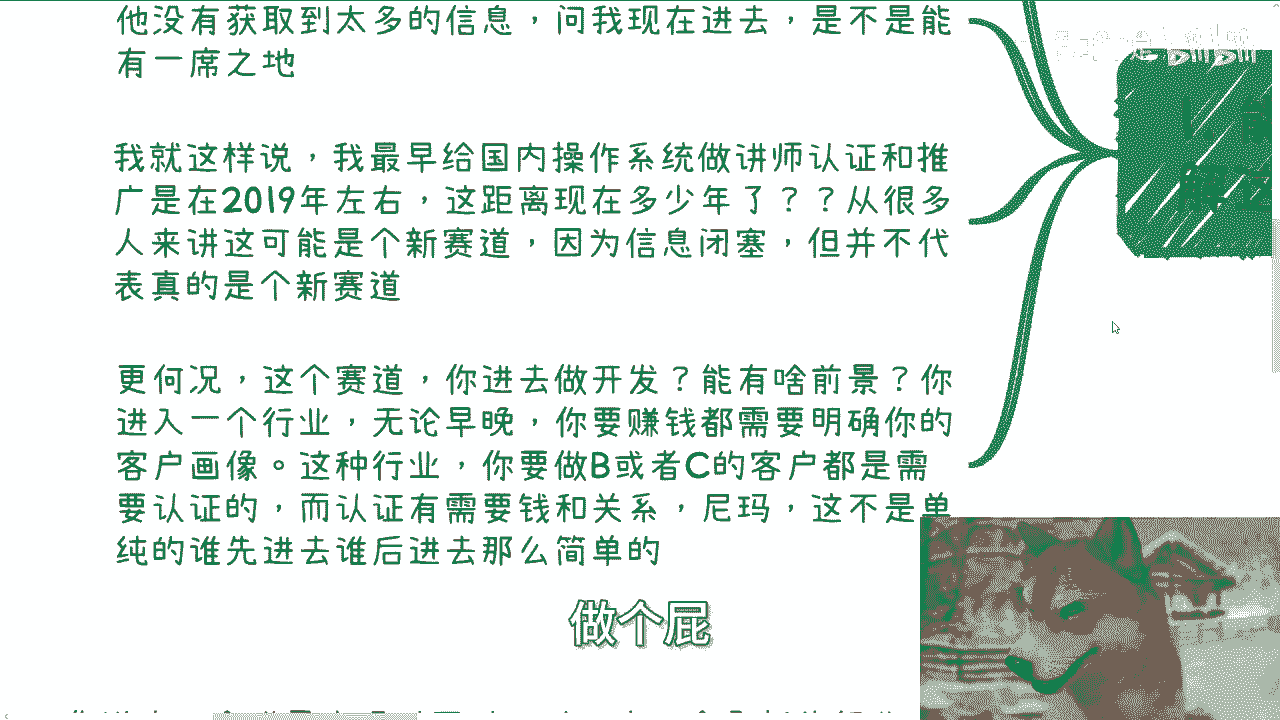 他没有获取到太多的信息，问我现在进去，是不是能
有一席之地
我就这样说，我最早给国内操作系统做讲师认证和推
广是在2019年左右，这距离现在多少年了？？从很多
人来讲这可能是个新赛道，因为信息闭塞，但并不代
表真的是个新赛道
更何况，这个赛道，你进去做开发？能有啥前景？你
进入一个行业，无论早晚，你要赚钱都需要明确你的
客户画像。这种行业，你要做B或者C的客户都是需
要认证的，而认证有需要钱和关系，尼玛，这不是单
纯的谁先进去谁后进去那么简单的
做个屁
bilibili